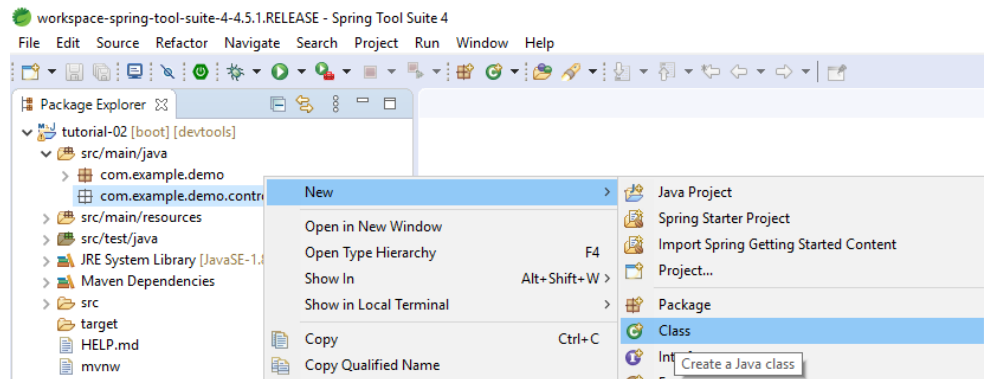 workspace-spring-tool-suite-4-4.5.1.RELEASE - Spring Tool Suite 4
File Edit Source Refactor Navigate Search Project Run Window Help
Package Explorer
tutorial-02 [boot] [devtools]
src/main/java
com.example.demo
com.example.demo.contr
src/main/resources
src/test/java
JRE System Library [JavaSE-1.
Maven Dependencies
src
target
HELP.md
mvnw
New
Open in New Window
Open Type Hierarchy F4
Show In Alt+Shift+W >
Show in Local Terminal
Copy Ctrl+C
Copy Qualified Name
Java Project
Spring Starter Project
Import Spring Getting Started Content
Project...
Package
Class
Create a Java class